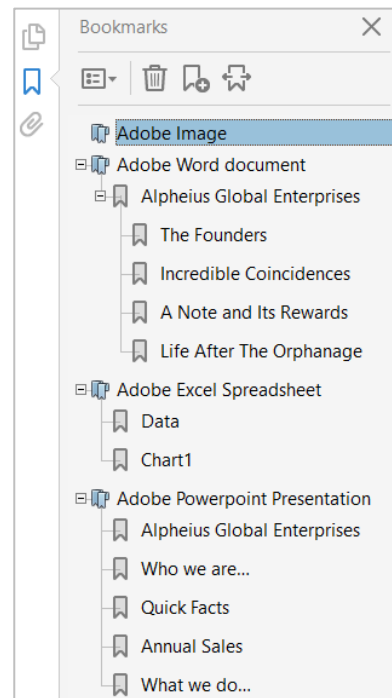 Bookmarks
Adobe Image
Adobe Word document
Alpheius Global Enterprises
The Founders
Incredible Coincidences
A Note and Its Rewards
Life After The Orphanage
Adobe Excel Spreadsheet
Data
Chart1
Adobe Powerpoint Presentation
Alpheius Global Enterprises
Who we are...
Quick Facts
Annual Sales
What we do...